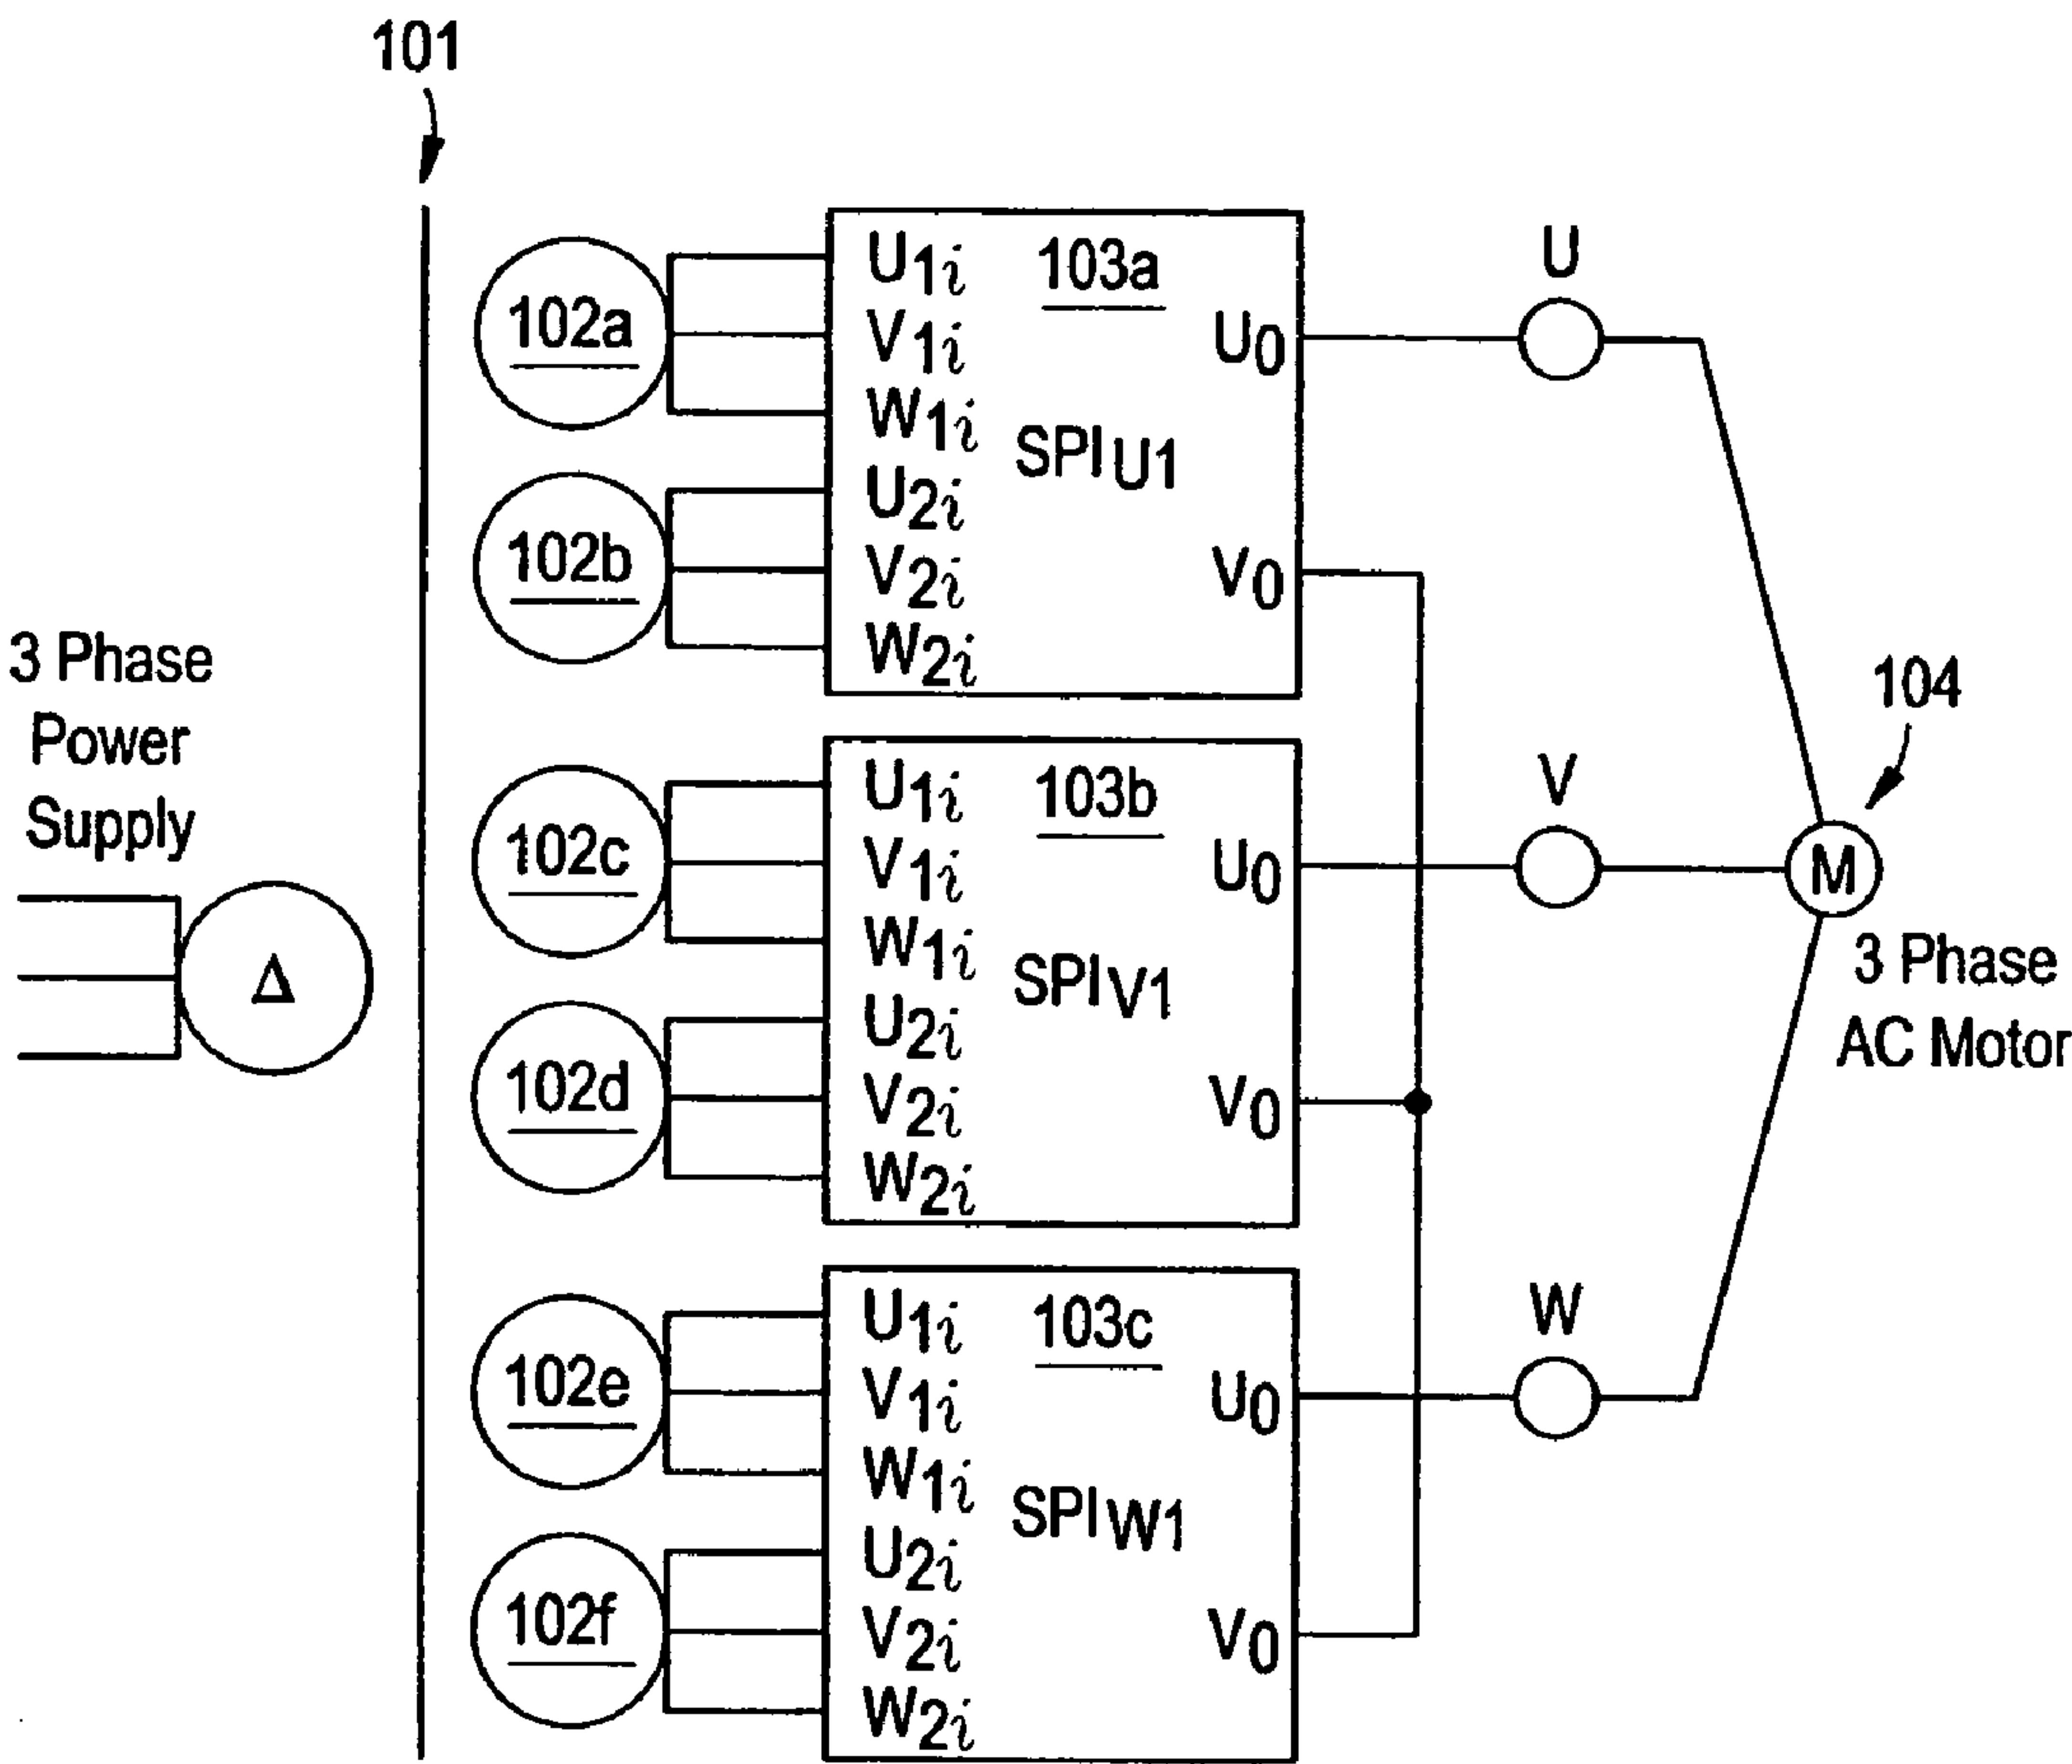 101
3 Phase
Power
Supply
Δ
102a
102b
102c
102d
102e
102f
U1i
103a
V1i
U0
W1i
SPIU1
U2i
V2i
V0
W2i
U1i
103b
V1i
U0
W1i
SPIV1
U2i
V2i
V0
W2i
U1i
103c
V1i
U0
W1i
SPIW1
U2i
V2i
V0
W2i
U
V
W
104
M
3 Phase
AC Motor